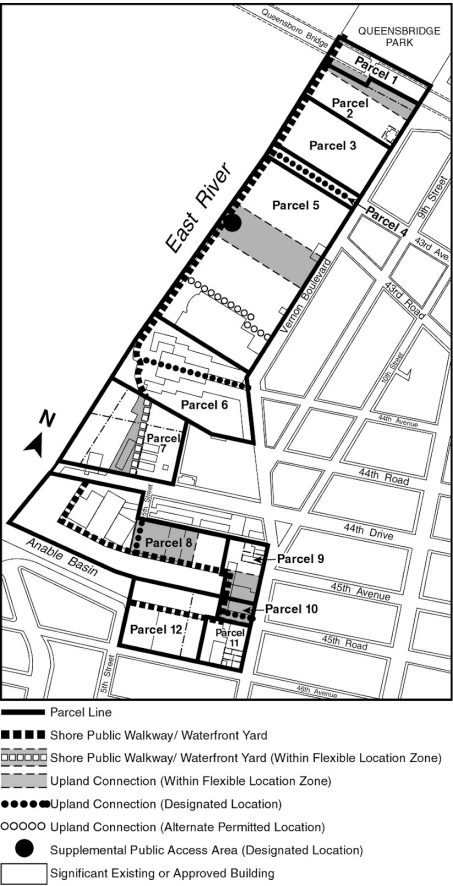 QUEENSBRIDGE
PARK
Queensboro Bridge
Parcel 1
Parcel
2
Parcel 3
East River
Parcel 5
Parcel 4
9th Street
43rd Ave.
43rd Road
Vernon Boulevard
10th Street
44th Avenue
Parcel 6
N
Parcel
7
44th Road
5th Street
44th Drive
Parcel 8
Anable Basin
Parcel 9
45th Avenue
Parcel 10
Parcel 12
Parcel
11
45th Road
5th Street
46th Avenue
Parcel Line
Shore Public Walkway/ Waterfront Yard
Shore Public Walkway/ Waterfront Yard (Within Flexible Location Zone)
Upland Connection (Within Flexible Location Zone)
Upland Connection (Designated Location)
Upland Connection (Alternate Permitted Location)
Supplemental Public Access Area (Designated Location)
Significant Existing or Approved Building